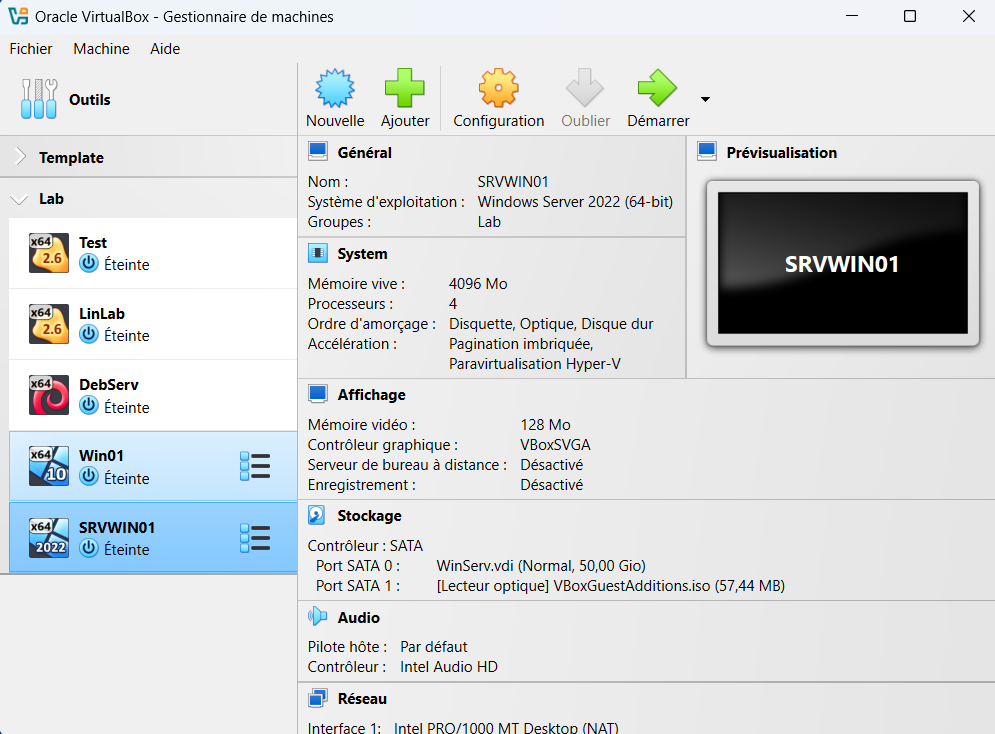 Oracle VirtualBox - Gestionnaire de machines
Fichier Machine Aide
Outils
Nouvelle Ajouter Configuration Oublier Démarrer
Template
Lab
x64 2.6 Test
Éteinte
x64 2.6 LinLab
Éteinte
x64 DebServ
Éteinte
x64 10 Win01
Éteinte
x64 2022 SRVWIN01
Éteinte
Général
Nom : SRVWIN01
Système d'exploitation : Windows Server 2022 (64-bit)
Groupes : Lab
Prévisualisation
SRVWIN01
System
Mémoire vive : 4096 Mo
Processeurs : 4
Ordre d'amorçage : Disquette, Optique, Disque dur
Accélération : Pagination imbriquée,
Paravirtualisation Hyper-V
Affichage
Mémoire vidéo : 128 Mo
Contrôleur graphique : VBoxSVGA
Serveur de bureau à distance : Désactivé
Enregistrement : Désactivé
Stockage
Contrôleur : SATA
Port SATA 0 : WinServ.vdi (Normal, 50,00 Gio)
Port SATA 1 : [Lecteur optique] VBoxGuestAdditions.iso (57,44 MB)
Audio
Pilote hôte : Par défaut
Contrôleur : Intel Audio HD
Réseau
Interface 1: Intel PRO/1000 MT Desktop (NAT)